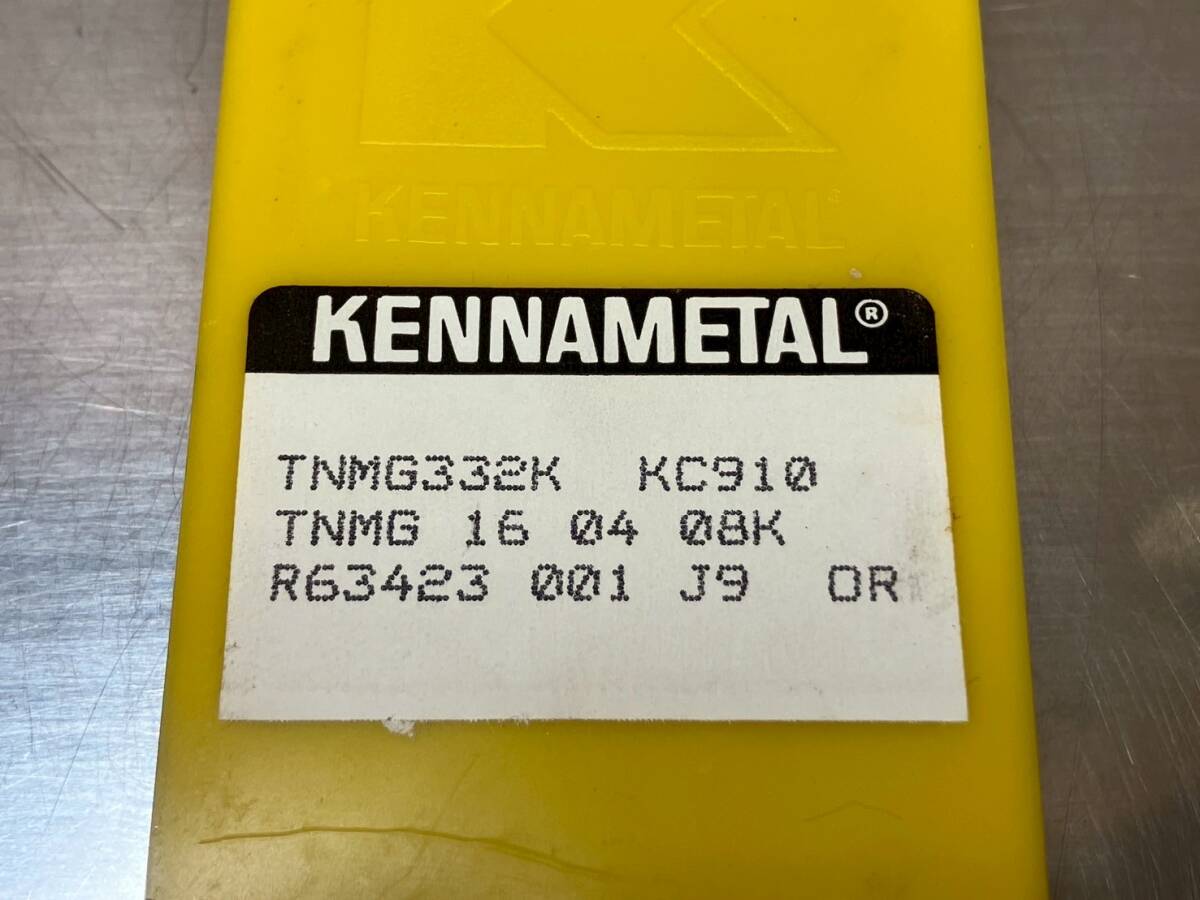 KENNAMETAL®
KENNAMETAL®
TNMG332K KC910
TNMG 16 04 08K
R63423 001 J9 OR